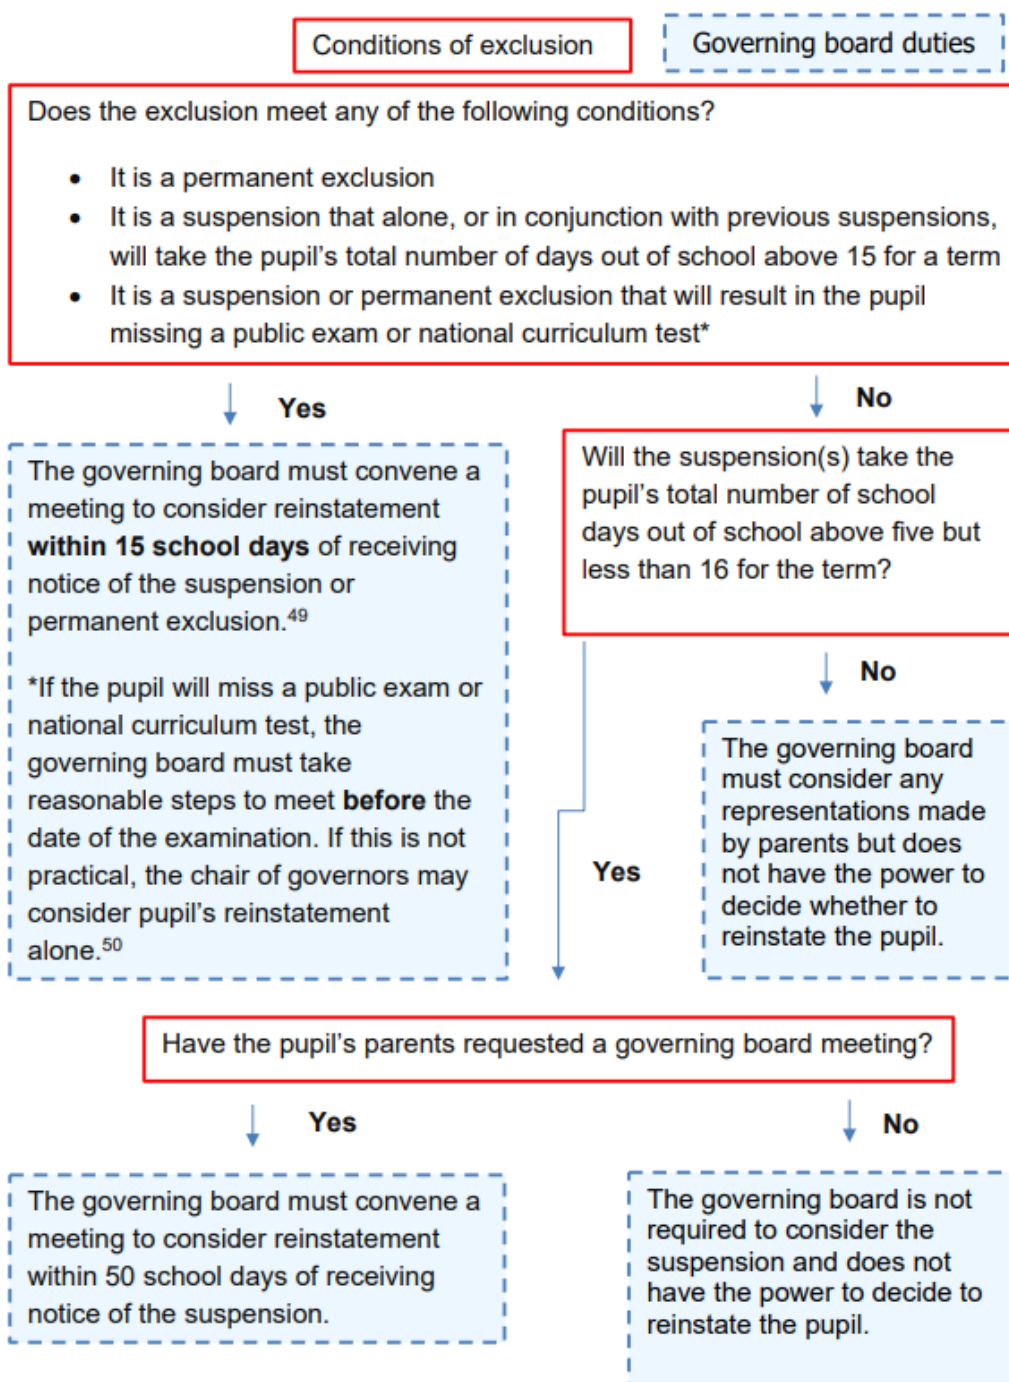 Conditions of exclusion
Governing board duties
Does the exclusion meet any of the following conditions?
• It is a permanent exclusion
• It is a suspension that alone, or in conjunction with previous suspensions,
will take the pupil's total number of days out of school above 15 for a term
• It is a suspension or permanent exclusion that will result in the pupil
missing a public exam or national curriculum test*
Yes
No
The governing board must convene a
meeting to consider reinstatement
within 15 school days of receiving
notice of the suspension or
permanent exclusion.49
*If the pupil will miss a public exam or
national curriculum test, the
governing board must take
reasonable steps to meet before the
date of the examination. If this is not
practical, the chair of governors may
consider pupil's reinstatement
alone.50
Will the suspension(s) take the
pupil's total number of school
days out of school above five but
less than 16 for the term?
No
The governing board
must consider any
representations made
by parents but does
not have the power to
decide whether to
reinstate the pupil.
Yes
Have the pupil's parents requested a governing board meeting?
Yes
No
The governing board must convene a
meeting to consider reinstatement
within 50 school days of receiving
notice of the suspension.
The governing board is not
required to consider the
suspension and does not
have the power to decide to
reinstate the pupil.